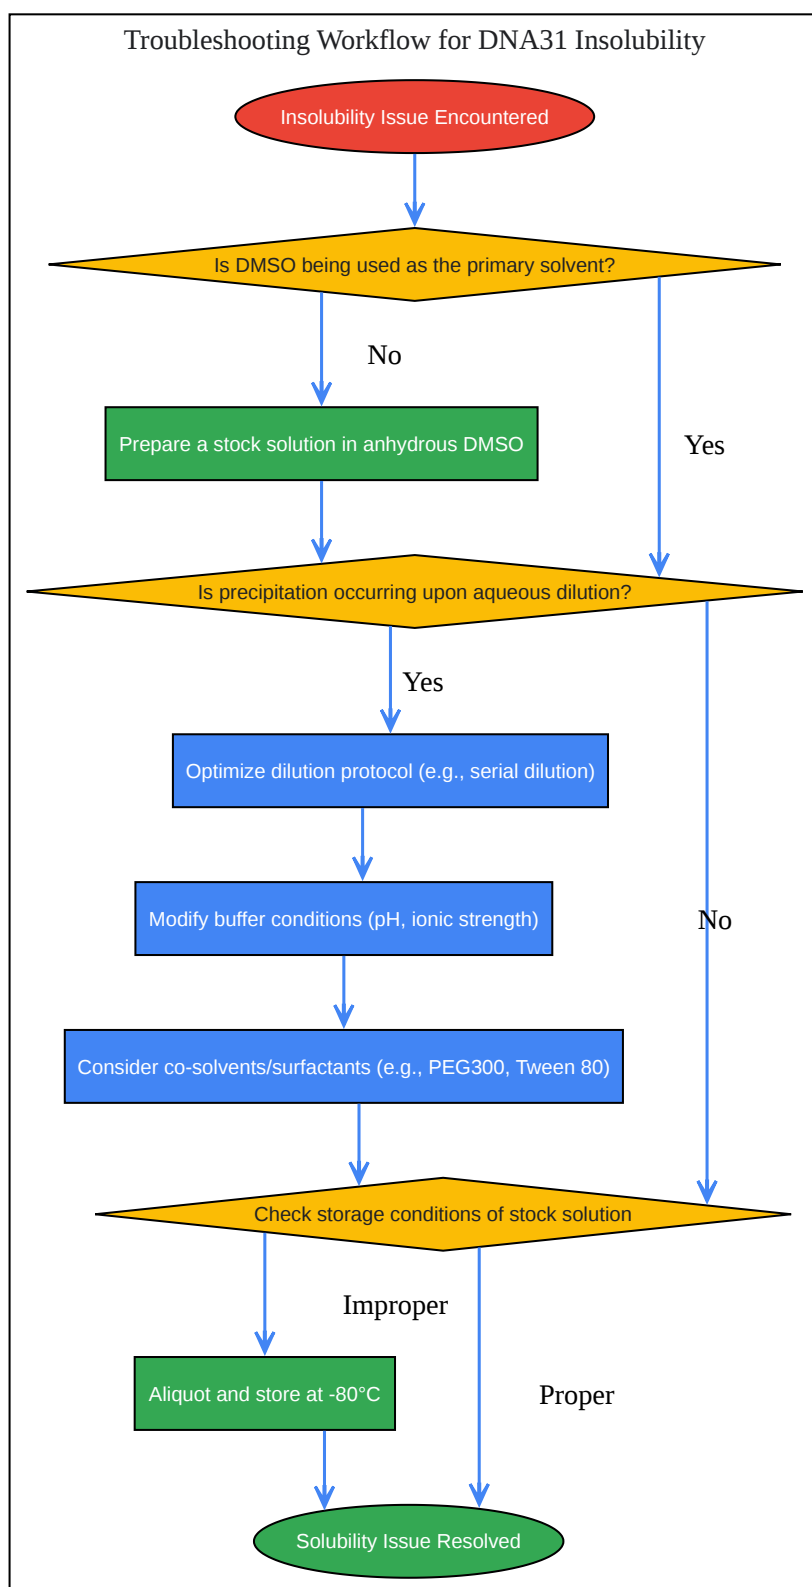 Troubleshooting Workflow for DNA31 Insolubility
Insolubility Issue Encountered
Is DMSO being used as the primary solvent?
No
Prepare a stock solution in anhydrous DMSO
Yes
Is precipitation occurring upon aqueous dilution?
Yes
Optimize dilution protocol (e.g., serial dilution)
Modify buffer conditions (pH, ionic strength)
No
Consider co-solvents/surfactants (e.g., PEG300, Tween 80)
Check storage conditions of stock solution
Improper
Aliquot and store at -80°C
Proper
Solubility Issue Resolved